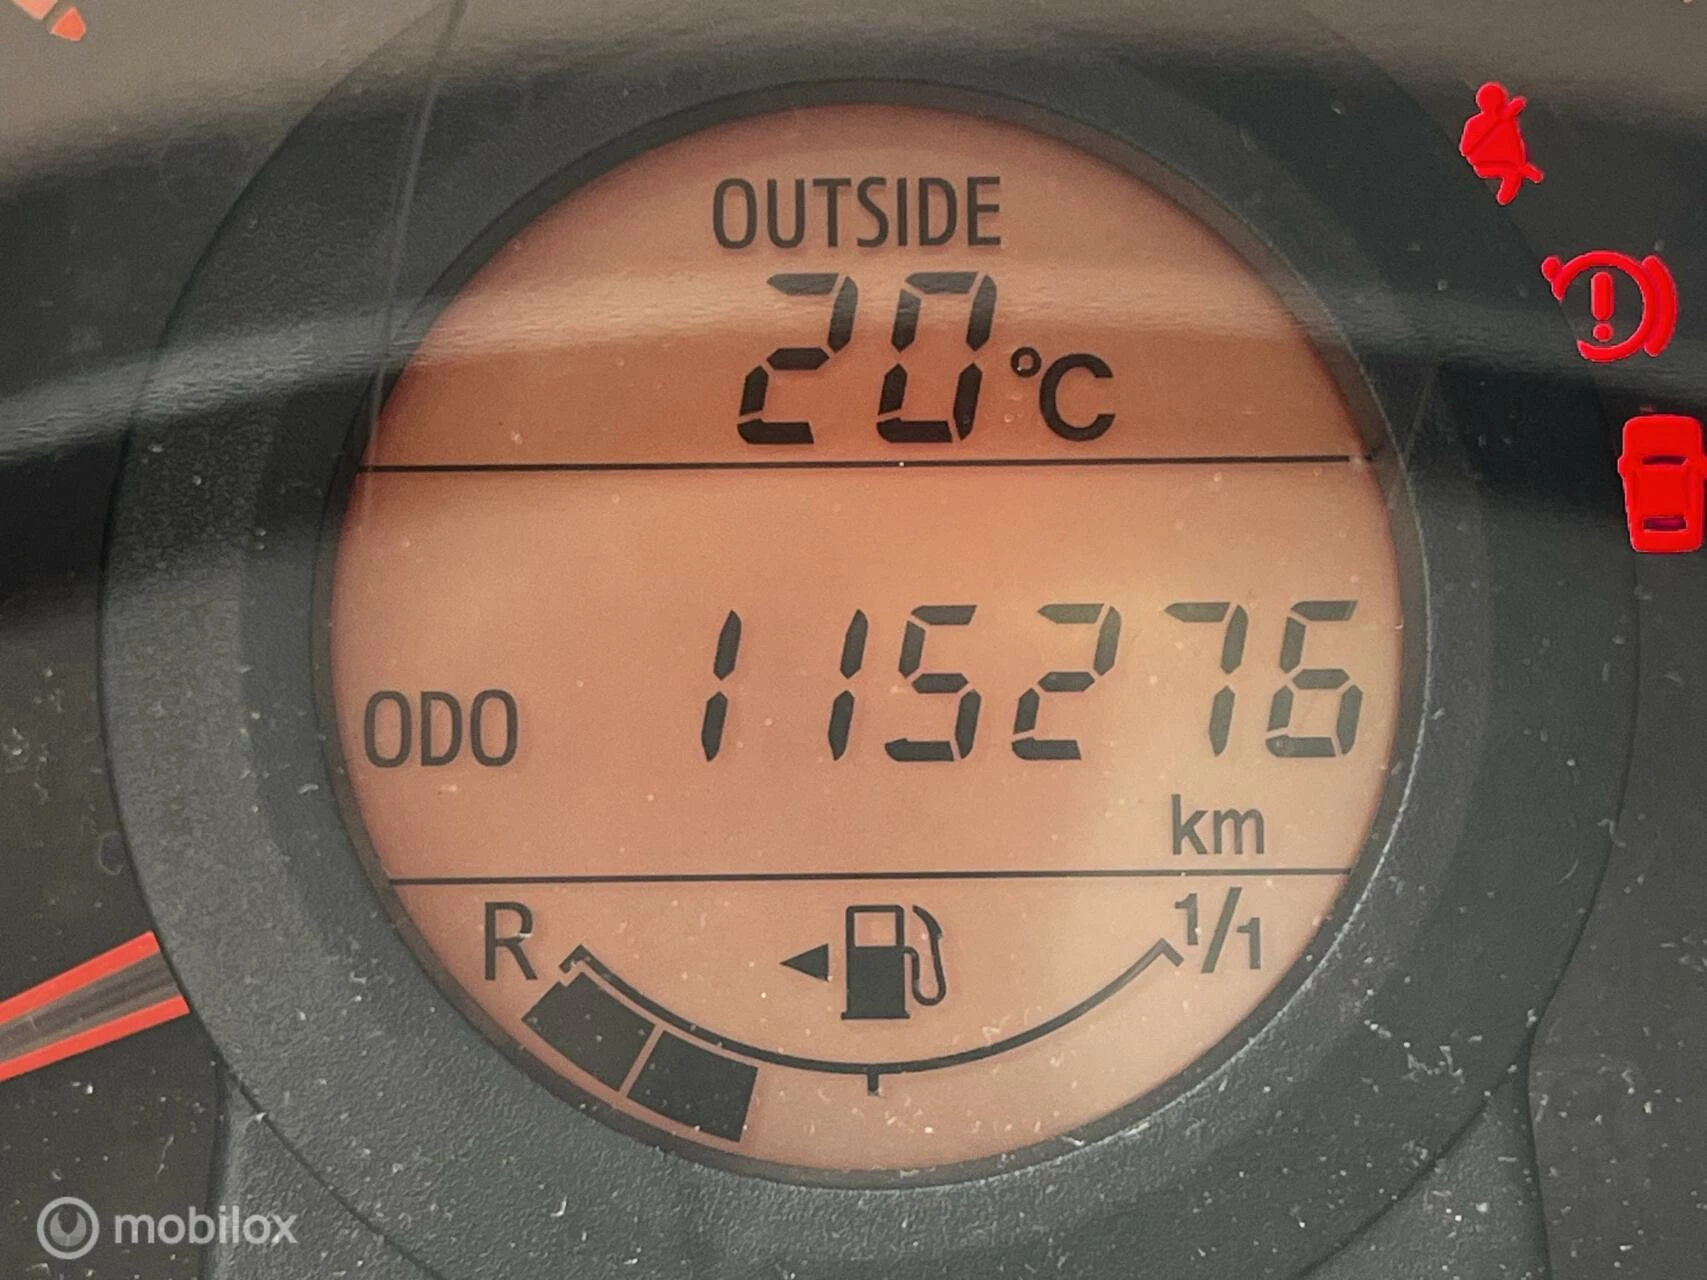 OUTSIDE
20°C
ODO 115276
km
R 1/1
mobilox